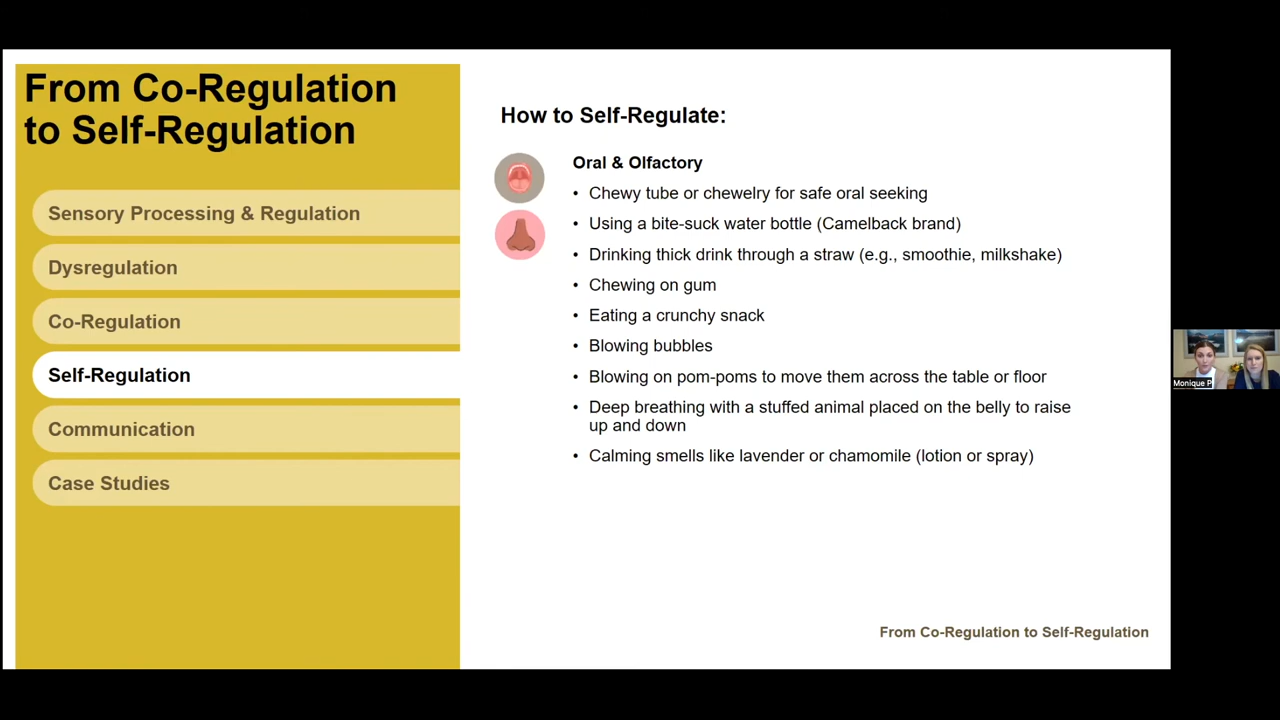 From Co-Regulation
to Self-Regulation
Sensory Processing & Regulation
Dysregulation
Co-Regulation
Self-Regulation
Communication
Case Studies
How to Self-Regulate:
Oral & Olfactory
• Chewy tube or chewelry for safe oral seeking
• Using a bite-suck water bottle (Camelback brand)
• Drinking thick drink through a straw (e.g., smoothie, milkshake)
• Chewing on gum
• Eating a crunchy snack
• Blowing bubbles
• Blowing on pom-poms to move them across the table or floor
• Deep breathing with a stuffed animal placed on the belly to raise
up and down
• Calming smells like lavender or chamomile (lotion or spray)
From Co-Regulation to Self-Regulation
Monique P